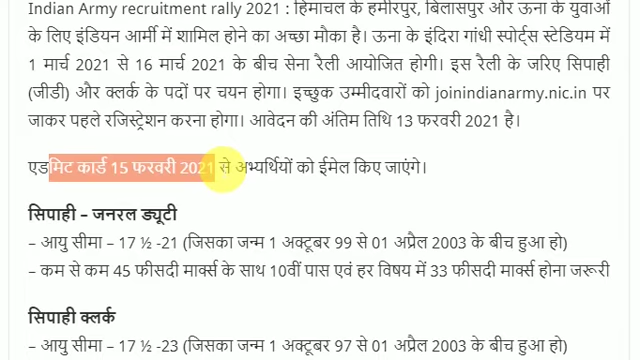 Indian Army recruitment rally 2021 : हिमाचल के हमीरपुर, बिलासपुर और ऊना के युवाओं
के लिए इंडियन आर्मी में शामिल होने का अच्छा मौका है। ऊना के इंदिरा गांधी स्पोर्ट्स स्टेडियम में
1 मार्च 2021 से 16 मार्च 2021 के बीच सेना रैली आयोजित होगी। इस रैली के जरिए सिपाही
(जीडी) और क्लर्क के पदों पर चयन होगा। इच्छुक उम्मीदवारों को joinindianarmy.nic.in पर
जाकर पहले रजिस्ट्रेशन करना होगा। आवेदन की अंतिम तिथि 13 फरवरी 2021 है।
एडमिट कार्ड 15 फरवरी 2021 से अभ्यर्थियों को ईमेल किए जाएंगे।
सिपाही – जनरल ड्यूटी
– आयु सीमा – 17 ½ -21 (जिसका जन्म 1 अक्टूबर 99 से 01 अप्रैल 2003 के बीच हुआ हो)
– कम से कम 45 फीसदी मार्क्स के साथ 10वीं पास एवं हर विषय में 33 फीसदी मार्क्स होना जरूरी
सिपाही क्लर्क
– आयु सीमा – 17 ½ -23 (जिसका जन्म 1 अक्टूबर 97 से 01 अप्रैल 2003 के बीच हुआ हो)